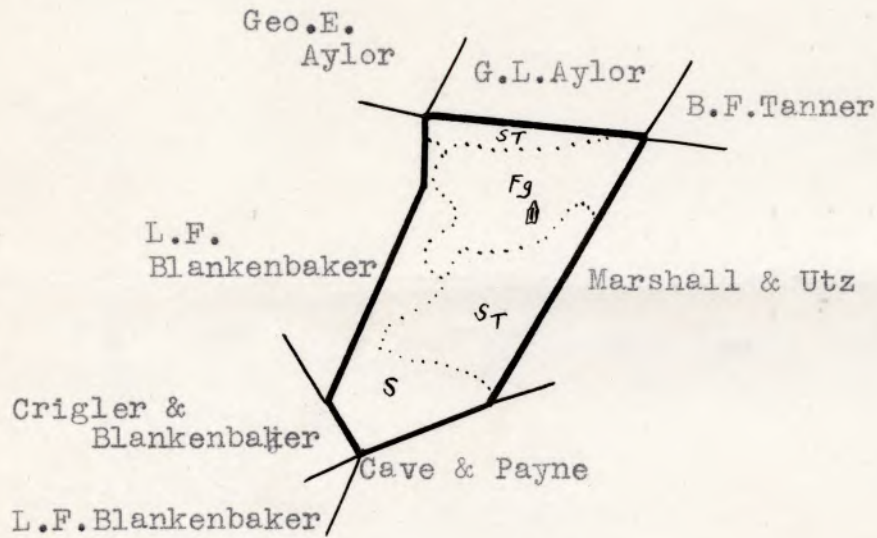 Geo.E.
Aylor
G.L.Aylor
B.F.Tanner
ST
Fg
L.F.
Blankenbaker
Marshall & Utz
ST
S
Crigler &
Blankenbaker
Cave & Payne
L.F.Blankenbaker